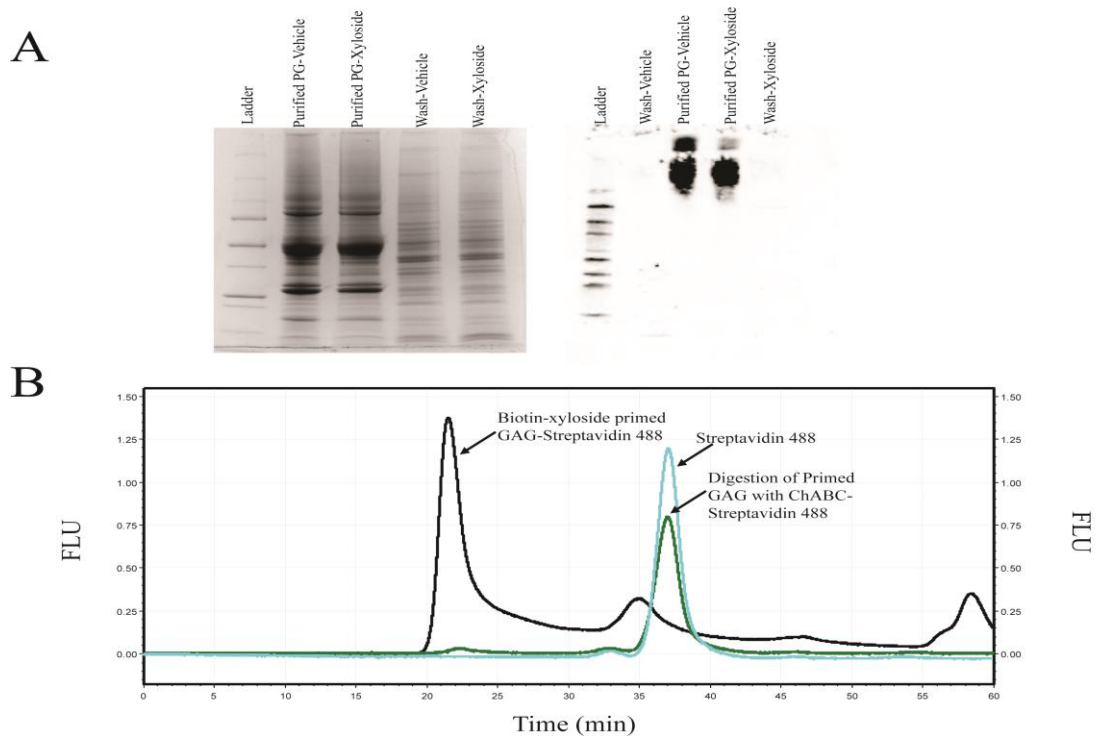 A
Ladder
Purified PG-Vehicle
Purified PG-Xyloside
Wash-Vehicle
Wash-Xyloside
Ladder
Wash-Vehicle
Purified PG-Vehicle
Purified PG-Xyloside
Wash-Xyloside
B
1.50
1.25
1.00
0.75
0.50
0.25
0.00
FLU
Biotin-xyloside primed
GAG-Streptavidin 488
Streptavidin 488
Digestion of Primed
GAG with ChABC-
Streptavidin 488
1.50
1.25
1.00
0.75
0.50
0.25
0.00
FLU
0 5 10 15 20 25 30 35 40 45 50 55 60
Time (min)